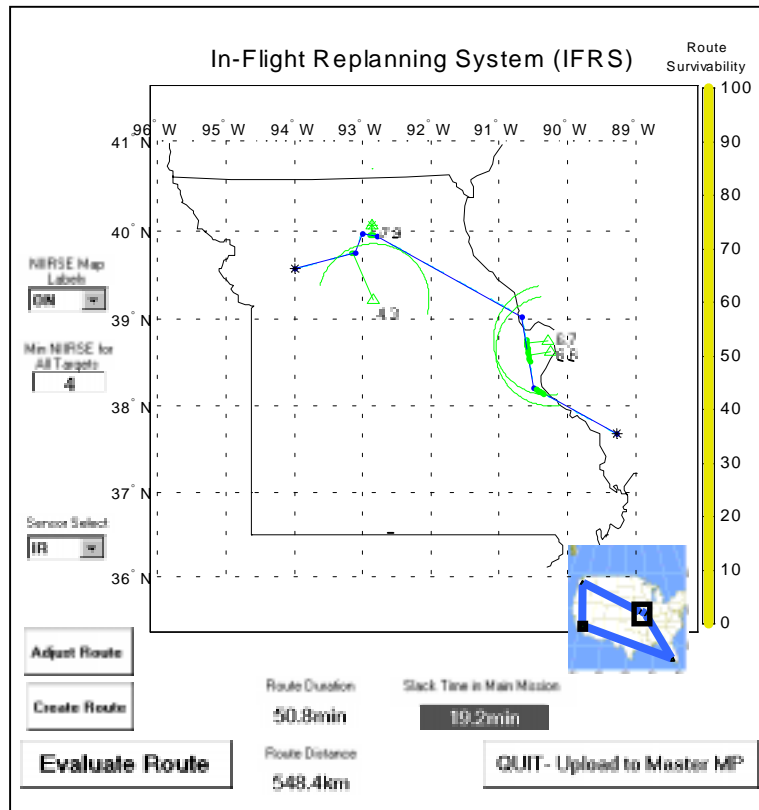 Route
Survivability
In-Flight Replanning System (IFRS)
100
90
80
70
60
50
40
30
20
10
0
96° W 95° W 94° W 93° W 92° W 91° W 90° W 89° W
41° N
40° N
39° N
38° N
37° N
36° N
7.9
4.3
6.7
6.6
NIIRSE Map
Labels
ON
Min NIIRSE for
All Targets
4
Sensor Select
IR
Adjust Route
Create Route
Evaluate Route
Route Duration
50.8min
Route Distance
548.4km
Slack Time in Main Mission
19.2min
QUIT- Upload to Master MP